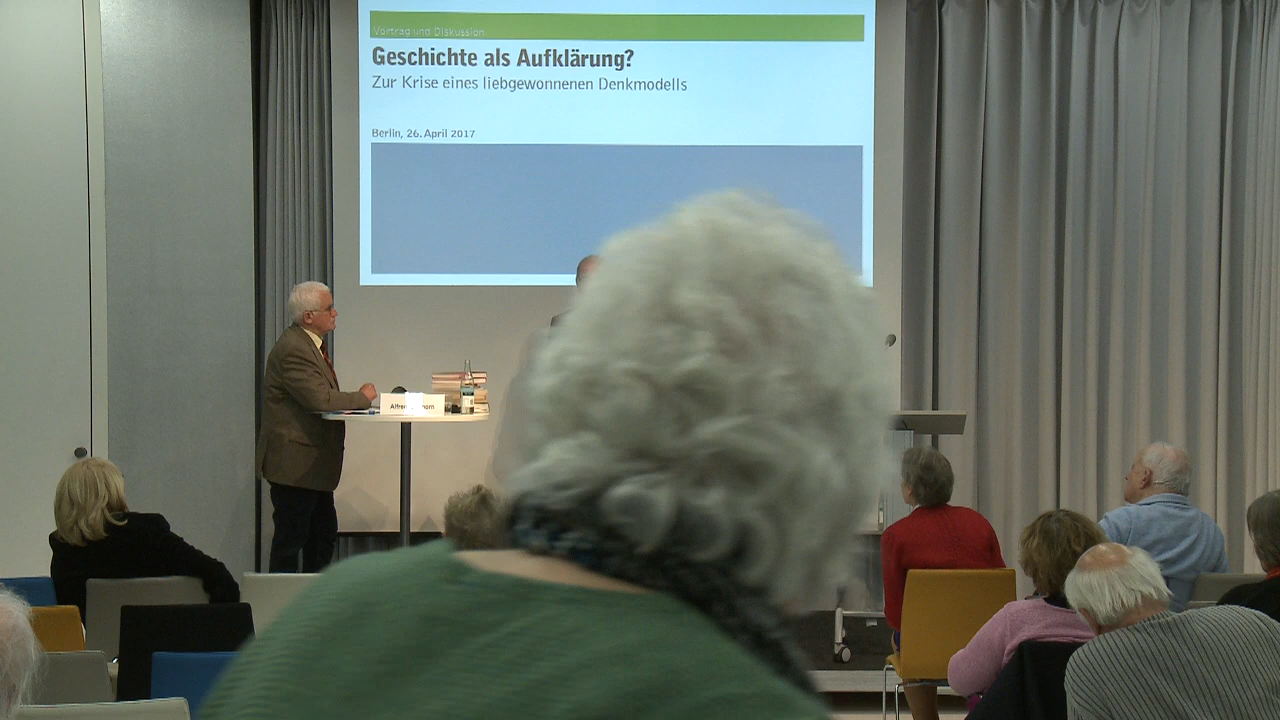 Vortrag und Diskussion
Geschichte als Aufklärung?
Zur Krise eines liebgewonnenen Denkmodells
Berlin, 26. April 2017